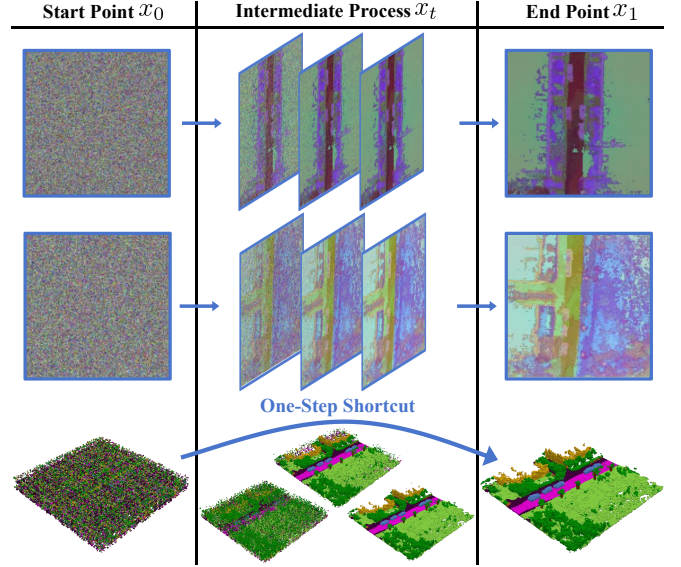 Start Point x₀
Intermediate Process xₜ
End Point x₁
One-Step Shortcut